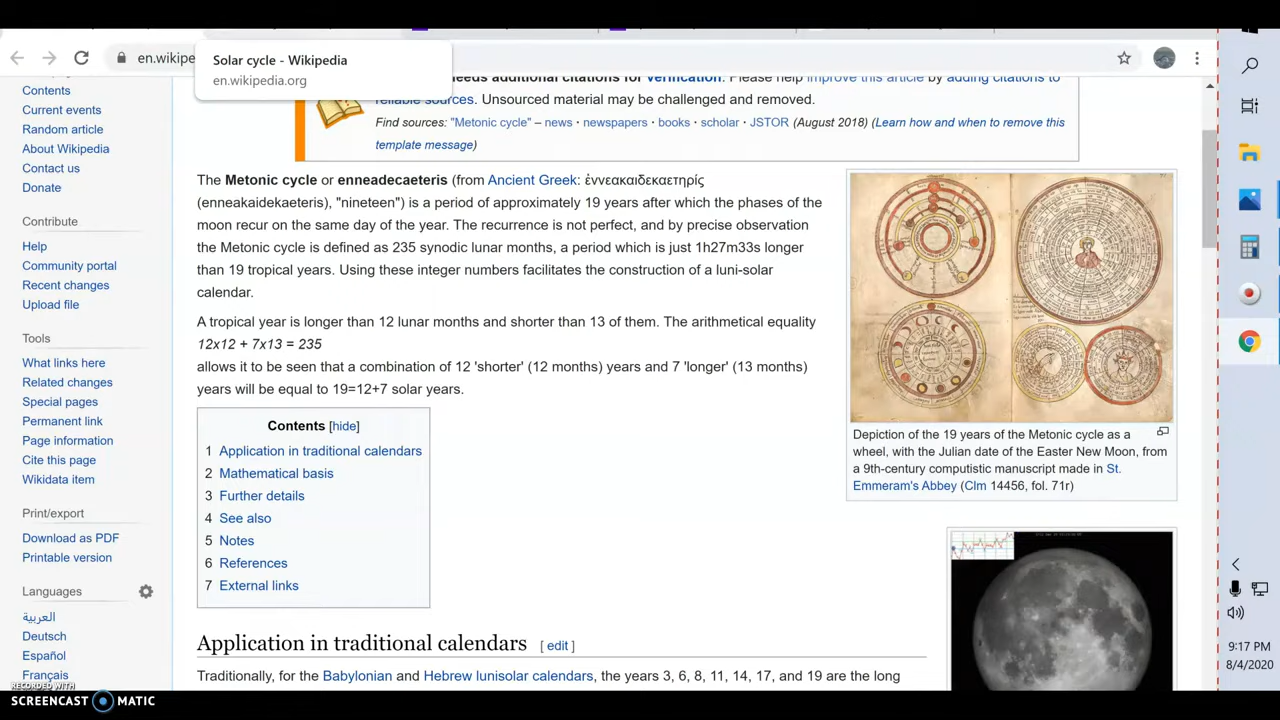 en.wikipe
Solar cycle - Wikipedia
en.wikipedia.org
needs additional citations for verification. Please help improve this article by adding citations to
reliable sources. Unsourced material may be challenged and removed.
Find sources: "Metonic cycle" – news · newspapers · books · scholar · JSTOR (August 2018) (Learn how and when to remove this
template message)
Contents
Current events
Random article
About Wikipedia
Contact us
Donate
Contribute
Help
Community portal
Recent changes
Upload file
Tools
What links here
Related changes
Special pages
Permanent link
Page information
Cite this page
Wikidata item
Print/export
Download as PDF
Printable version
Languages
العربية
Deutsch
Español
Français
The Metonic cycle or enneadecaeteris (from Ancient Greek: ἐννεακαιδεκαετηρίς
(enneakaidekaeteris), "nineteen") is a period of approximately 19 years after which the phases of the
moon recur on the same day of the year. The recurrence is not perfect, and by precise observation
the Metonic cycle is defined as 235 synodic lunar months a period which is just 1h27m33s longer
than 19 tropical years. Using these integer numbers facilitates the construction of a luni-solar
calendar.
A tropical year is longer than 12 lunar months and shorter than 13 of them. The arithmetical equality
12x12 + 7x13 = 235
allows it to be seen that a combination of 12 'shorter' (12 months) years and 7 'longer' (13 months)
years will be equal to 19=12+7 solar years.
Contents [hide]
1 Application in traditional calendars
2 Mathematical basis
3 Further details
4 See also
5 Notes
6 References
7 External links
Application in traditional calendars [ edit ]
Traditionally, for the Babylonian and Hebrew lunisolar calendars, the years 3, 6, 8, 11, 14, 17, and 19 are the long
Depiction of the 19 years of the Metonic cycle as a
wheel, with the Julian date of the Easter New Moon, from
a 9th-century computistic manuscript made in St.
Emmeram's Abbey (Clm 14456, fol. 71r)
9:17 PM
8/4/2020
RECORDED WITH
SCREENCAST MATIC